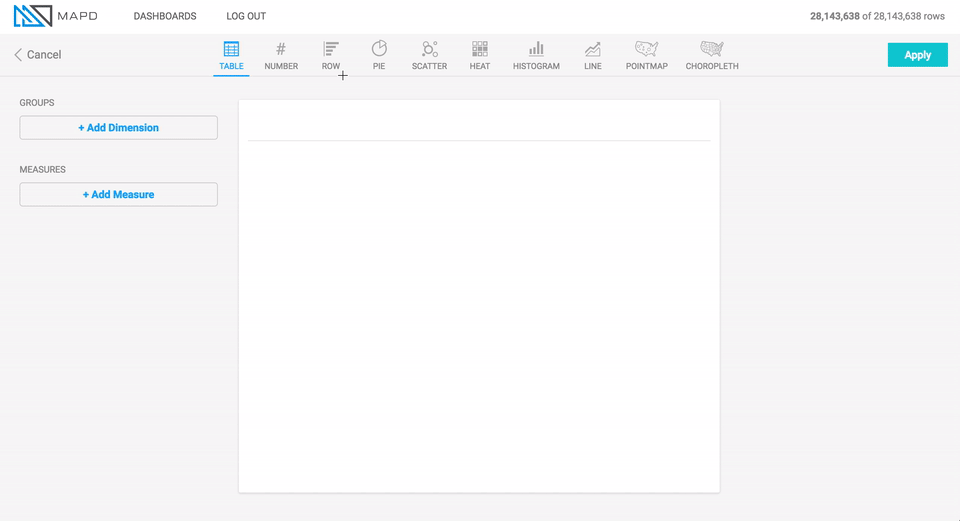 MAPD DASHBOARDS LOG OUT 28,143,638 of 28,143,638 rows
Cancel
TABLE # NUMBER ROW PIE SCATTER HEAT HISTOGRAM LINE POINTMAP CHOROPLETH
Apply
GROUPS
+ Add Dimension
MEASURES
+ Add Measure